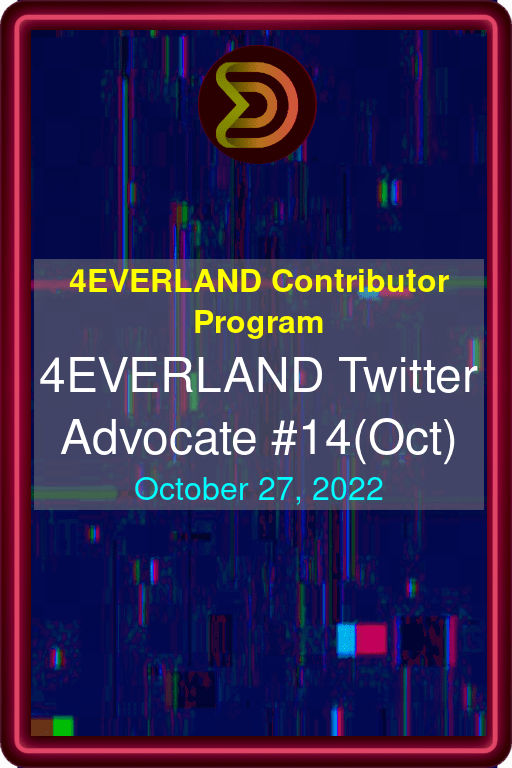 4EVERLAND Contributor
Program
4EVERLAND Twitter
Advocate #14(Oct)
October 27, 2022